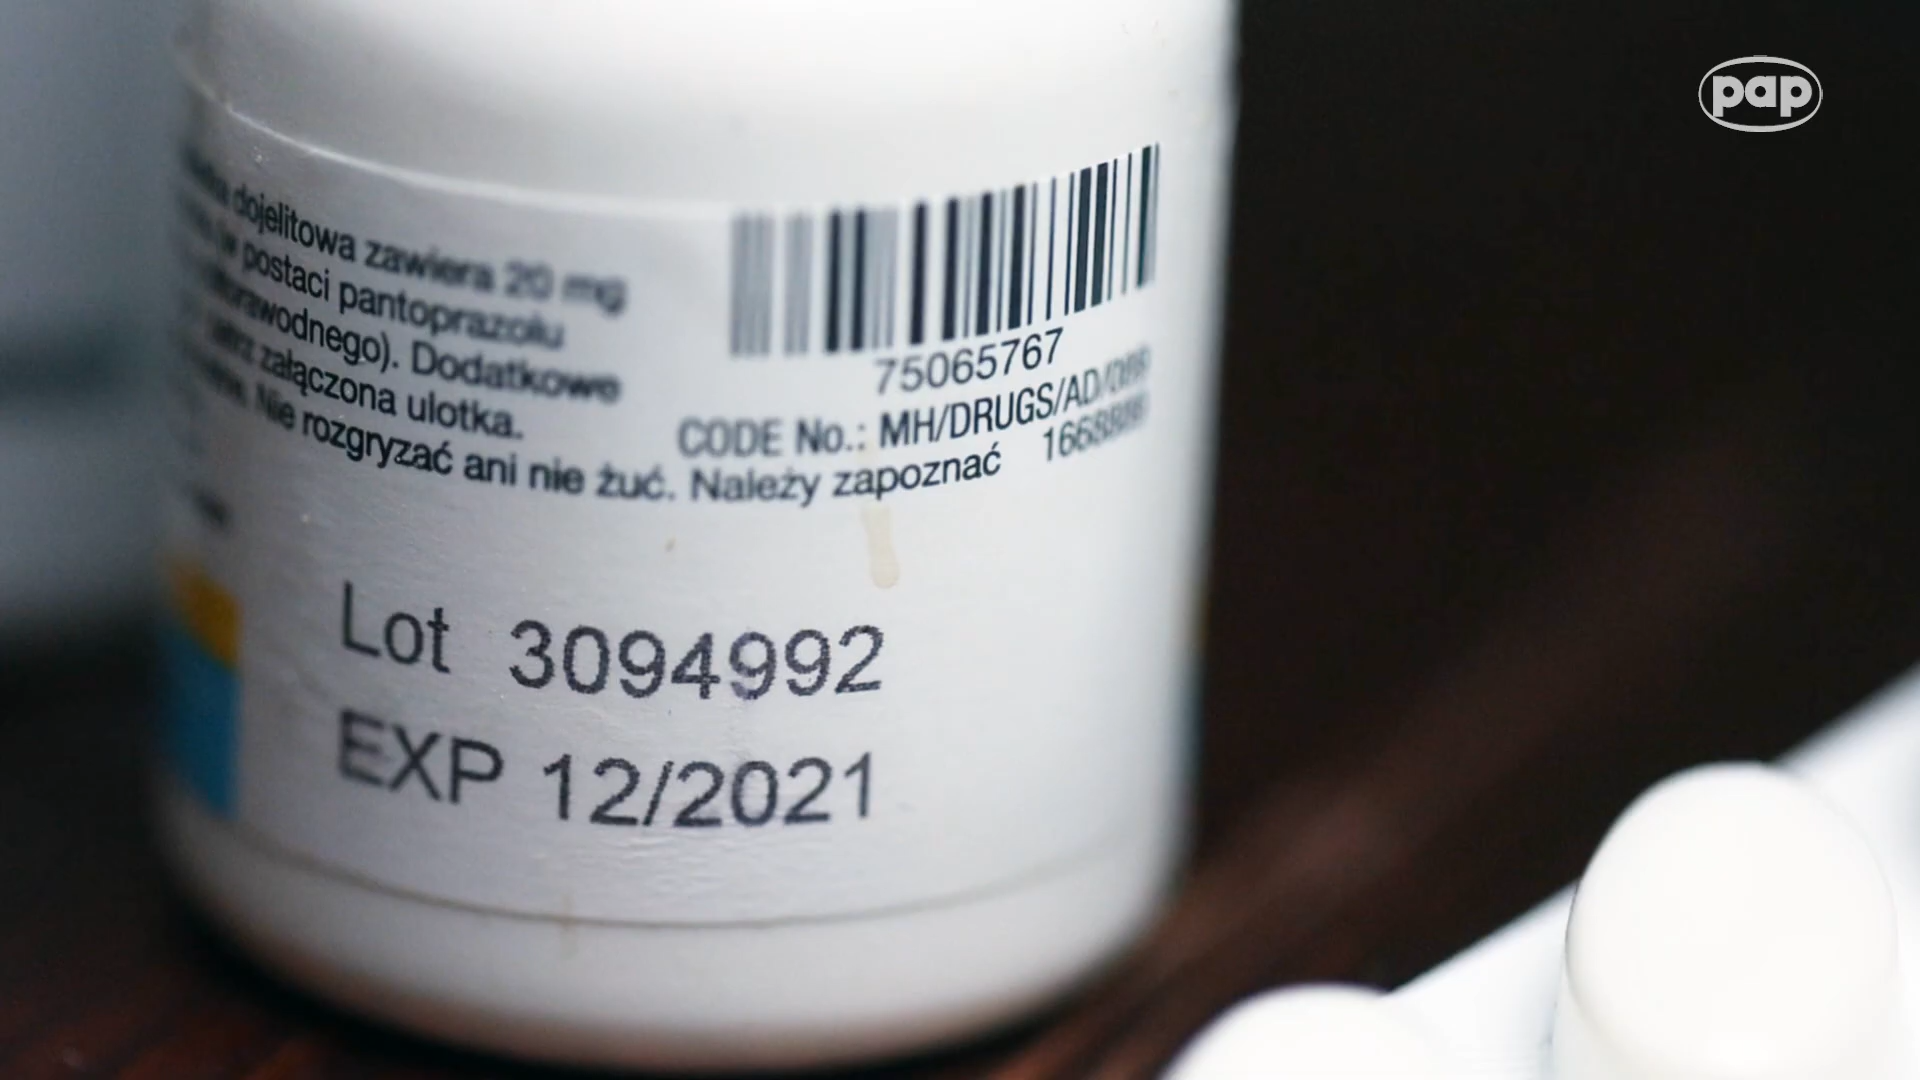 pap
dojelitowa zawiera 20 mg
postaci pantoprazolu
Dodatkowe
załączona ulotka.
Nie rozgryzać ani nie żuć. Należy zapoznać
75065767
CODE No.: MH/DRUGS/AD/
Lot 3094992
EXP 12/2021